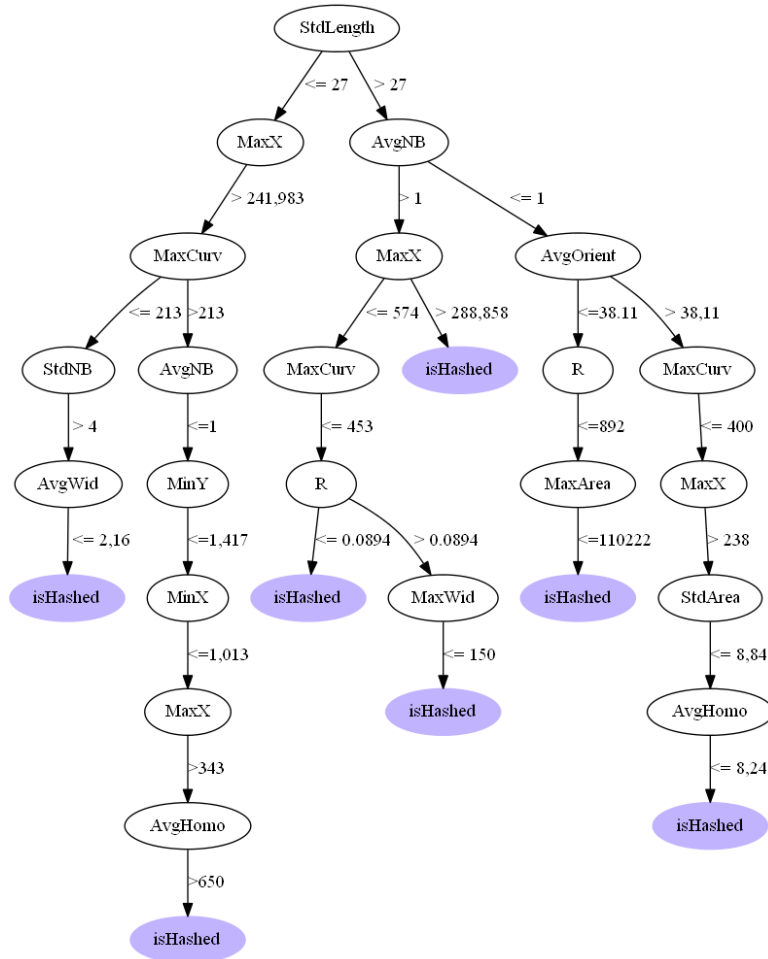 StdLength
<= 27
> 27
MaxX
AvgNB
> 241,983
> 1
<= 1
MaxCurv
MaxX
AvgOrient
<= 213
>213
<= 574
> 288,858
<=38.11
> 38,11
StdNB
AvgNB
MaxCurv
isHashed
R
MaxCurv
> 4
<=1
<= 453
<=892
<= 400
AvgWid
MinY
R
MaxArea
MaxX
<= 2,16
<=1,417
<= 0.0894
> 0.0894
<=110222
> 238
isHashed
MinX
isHashed
MaxWid
isHashed
StdArea
<=1,013
<= 150
<= 8,84
MaxX
isHashed
AvgHomo
>343
<= 8,24
AvgHomo
isHashed
>650
isHashed